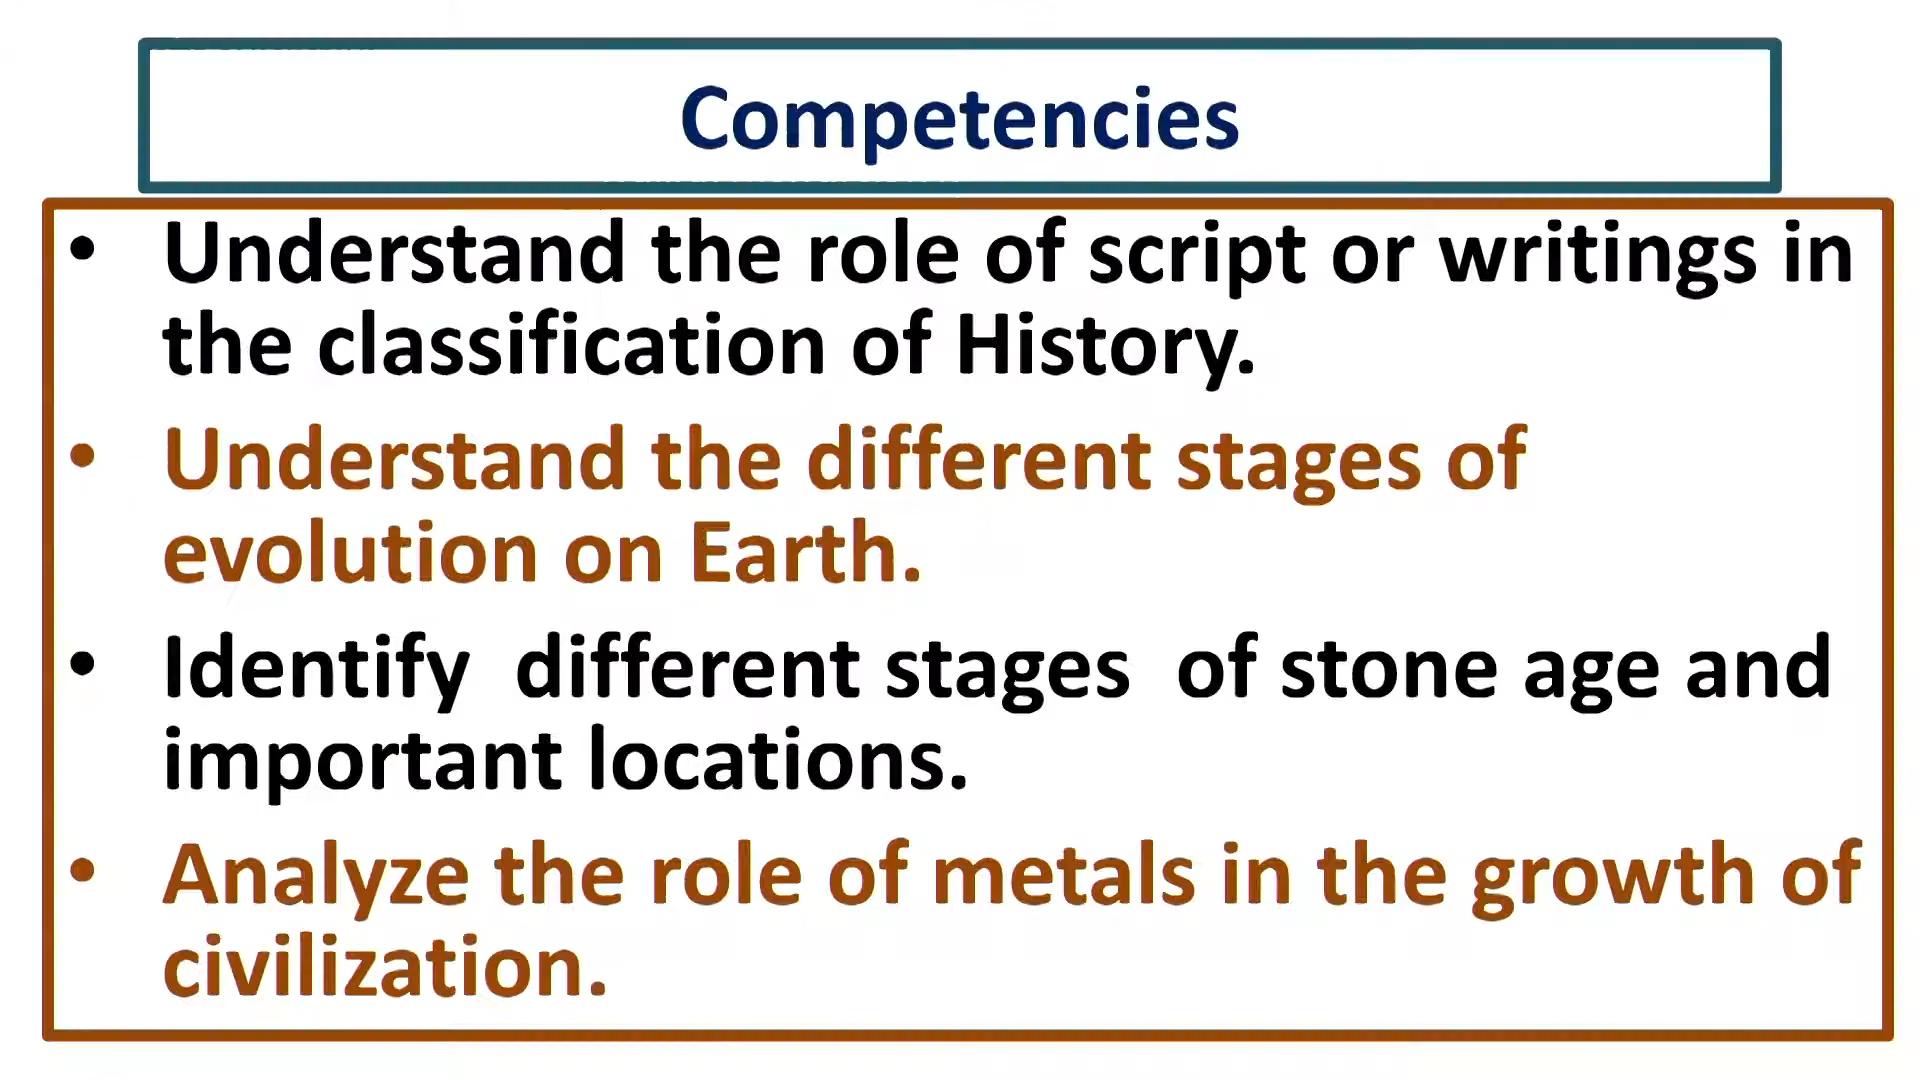 Competencies
• Understand the role of script or writings in
the classification of History.
• Understand the different stages of
evolution on Earth.
• Identify  different stages  of stone age and
important locations.
• Analyze the role of metals in the growth of
civilization.